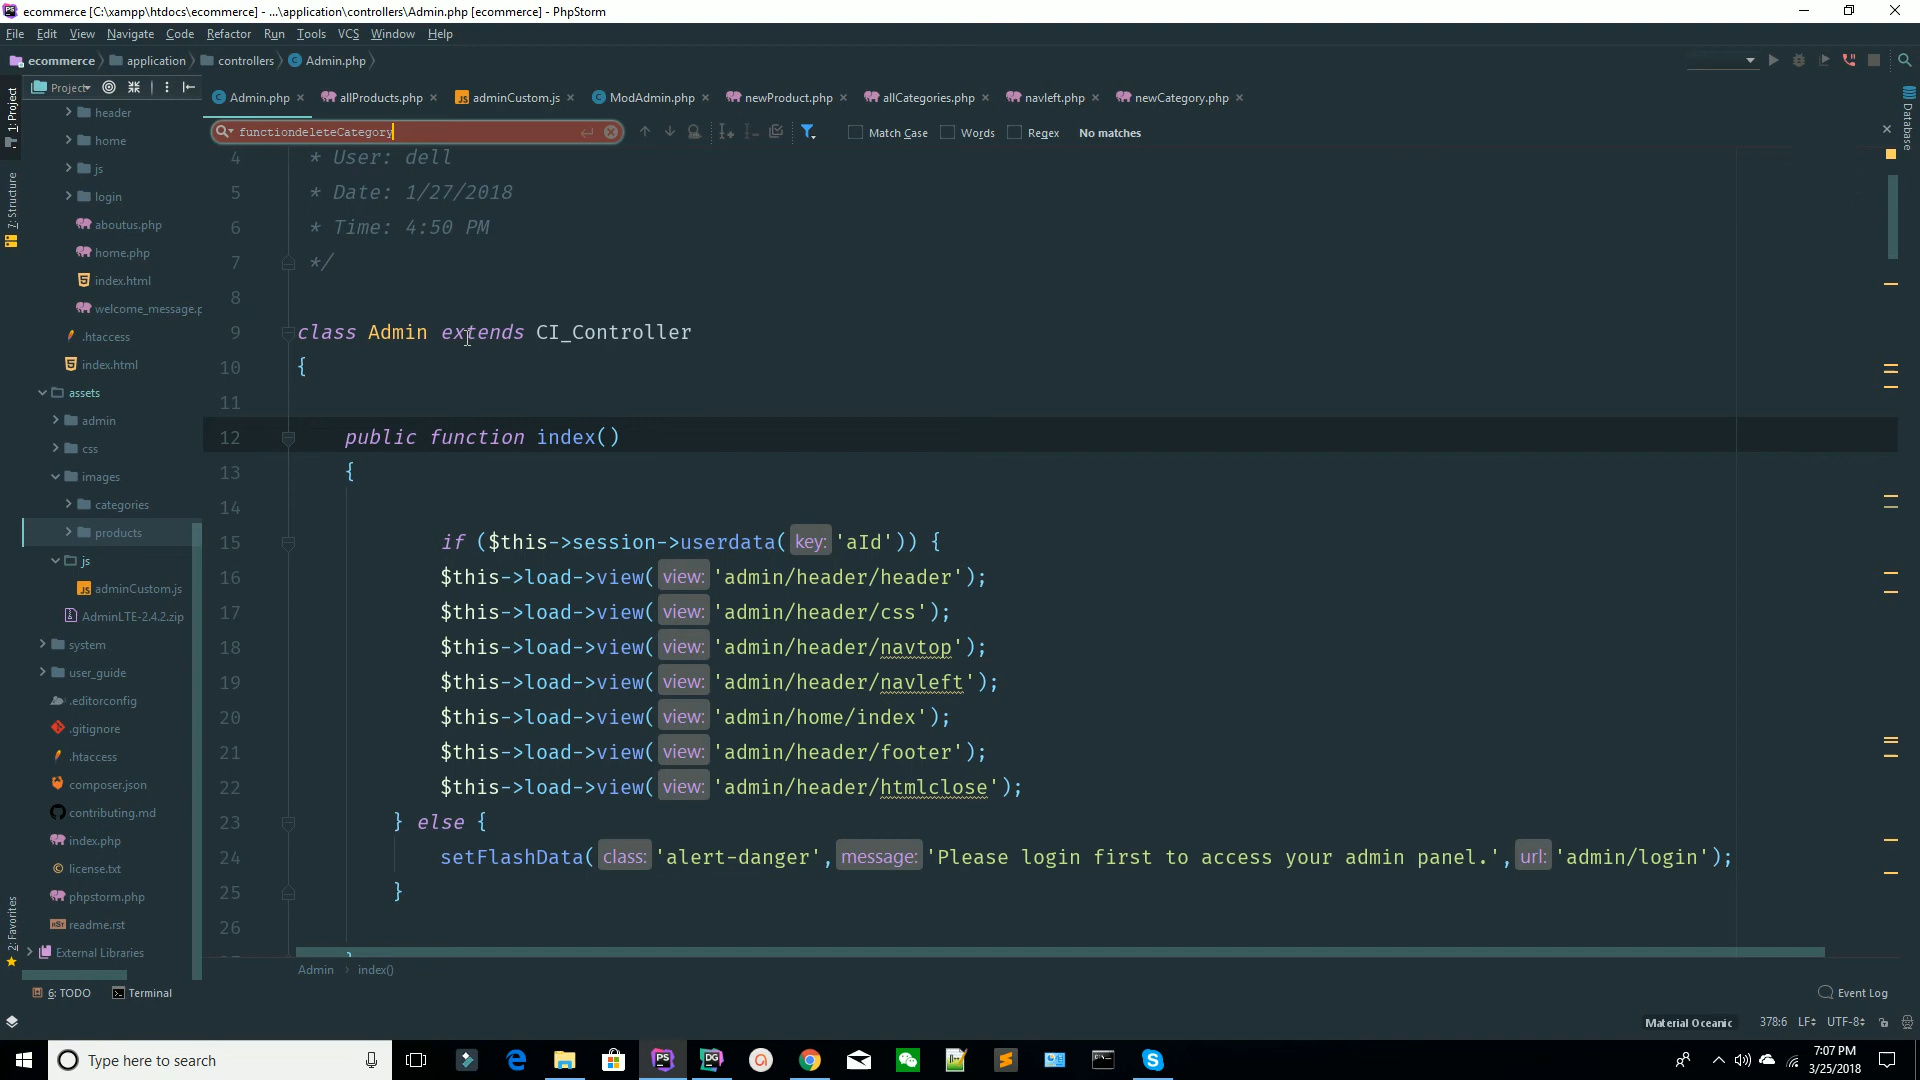 ecommerce [C:\xampp\htdocs\ecommerce] - ...\application\controllers\Admin.php [ecommerce] - PhpStorm
File Edit View Navigate Code Refactor Run Tools VCS Window Help
ecommerce application controllers Admin.php
Project
Admin.php allProducts.php adminCustom.js ModAdmin.php newProduct.php allCategories.php navleft.php newCategory.php
functiondeleteCategory Match Case Words Regex No matches
1: Project
7: Structure
2: Favorites
Database
header
home
js
login
aboutus.php
home.php
index.html
welcome_message.p
.htaccess
index.html
assets
admin
css
images
categories
products
js
adminCustom.js
AdminLTE-2.4.2.zip
system
user_guide
.editorconfig
.gitignore
.htaccess
composer.json
contributing.md
index.php
license.txt
phpstorm.php
readme.rst
External Libraries
4 * User: dell
5 * Date: 1/27/2018
6 * Time: 4:50 PM
7 */
8
9 class Admin extends CI_Controller
10 {
11
12 public function index()
13 {
14
15 if ($this->session->userdata( key: 'aId')) {
16 $this->load->view( view: 'admin/header/header');
17 $this->load->view( view: 'admin/header/css');
18 $this->load->view( view: 'admin/header/navtop');
19 $this->load->view( view: 'admin/header/navleft');
20 $this->load->view( view: 'admin/home/index');
21 $this->load->view( view: 'admin/header/footer');
22 $this->load->view( view: 'admin/header/htmlclose');
23 } else {
24 setFlashData( class: 'alert-danger', message: 'Please login first to access your admin panel.', url: 'admin/login');
25 }
26
Admin index()
6: TODO Terminal Event Log
Material Oceanic 378:6 LF UTF-8
Type here to search
7:07 PM
3/25/2018